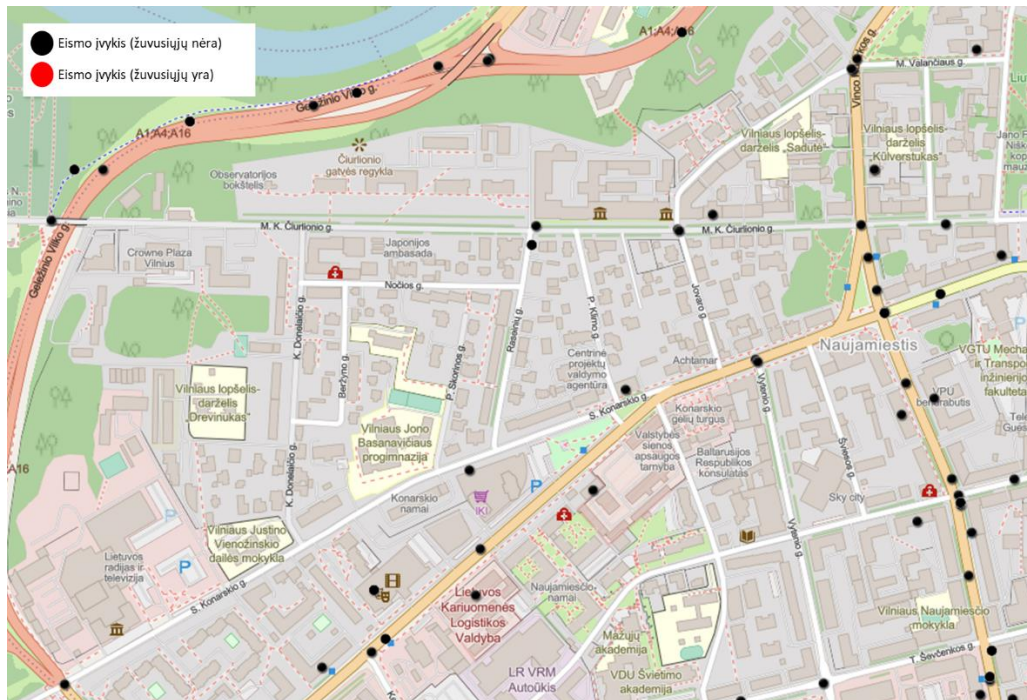 Eismo įvykis (žuvusiųjų nėra)
Eismo įvykis (žuvusiųjų yra)
A1;A4;A16
M. Valančiaus g.
Geležinio Vilko g.
A1;A4;A16
Čiurlionio
gatvės regykla
Observatorijos
bokštelis
Vilniaus lopšelis-
darželis „Sadutė“
Vilniaus lopšelis-
darželis
„Kūlverstukas“
M. K. Čiurlionio g.
M. K. Čiurlionio g.
Geležinio Vilko g.
Crowne Plaza
Vilnius
Japonijos
ambasada
Nočios g.
K. Donelaičio g.
Beržyno g.
P. Skorinos g.
Raseinių g.
P. Klimo g.
Jovaro g.
Centrinė
projektų
valdymo
agentūra
Achtamar
Naujamiestis
Vilniaus lopšelis-
darželis
„Drevinukas“
Vilniaus Jono
Basanavičiaus
progimnazija
S. Konarskio g.
Konarskio
gėlių turgus
Vytenio g.
Valstybės
sienos
apsaugos
tarnyba
Baltarusijos
Respublikos
konsulatas
Šviesos g.
K. Donelaičio g.
A16
Konarskio
namai
IKI
P
Sky city
Vilniaus Justino
Vienožinskio
dailės mokykla
Lietuvos
radijas ir
televizija
P
P
S. Konarskio g.
Vytenio g.
Lietuvos
Kariuomenės
Logistikos
Valdyba
Naujamiesčio
namai
Mažųjų
akademija
VDU Švietimo
akademija
LR VRM
Autoūkis
Vilniaus Naujamiesčio
mokykla
T. Ševčenkos g.